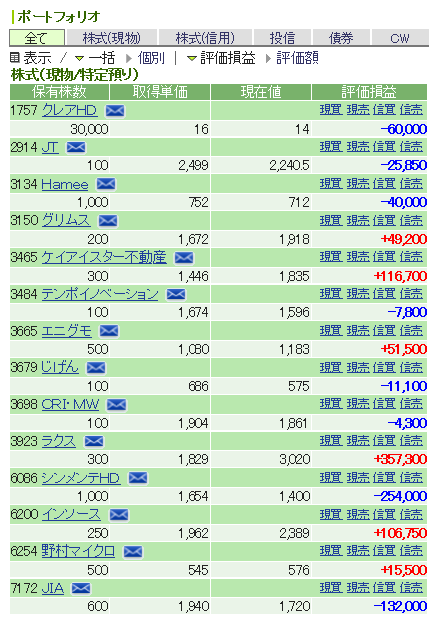 ポートフォリオ
全て 株式(現物) 株式(信用) 投信 債券 CW
表示 / 一括 個別 | 評価損益 評価額
株式(現物/特定預り)
保有株数 取得単価 現在値 評価損益
1757 クレアHD 現買 現売 信買 信売
30,000 16 14 -60,000
2914 JT 現買 現売 信買 信売
100 2,499 2,240.5 -25,850
3134 Hamee 現買 現売 信買 信売
1,000 752 712 -40,000
3150 グリムス 現買 現売 信買 信売
200 1,672 1,918 +49,200
3465 ケイアイスター不動産 現買 現売 信買 信売
300 1,446 1,835 +116,700
3484 テンポイノベーション 現買 現売 信買 信売
100 1,674 1,596 -7,800
3665 エニグモ 現買 現売 信買 信売
500 1,080 1,183 +51,500
3679 じげん 現買 現売 信買 信売
100 686 575 -11,100
3698 CRI・MW 現買 現売 信買 信売
100 1,904 1,861 -4,300
3923 ラクス 現買 現売 信買 信売
300 1,829 3,020 +357,300
6086 シンメンテHD 現買 現売 信買 信売
1,000 1,654 1,400 -254,000
6200 インソース 現買 現売 信買 信売
250 1,962 2,389 +106,750
6254 野村マイクロ 現買 現売 信買 信売
500 545 576 +15,500
7172 JIA 現買 現売 信買 信売
600 1,940 1,720 -132,000